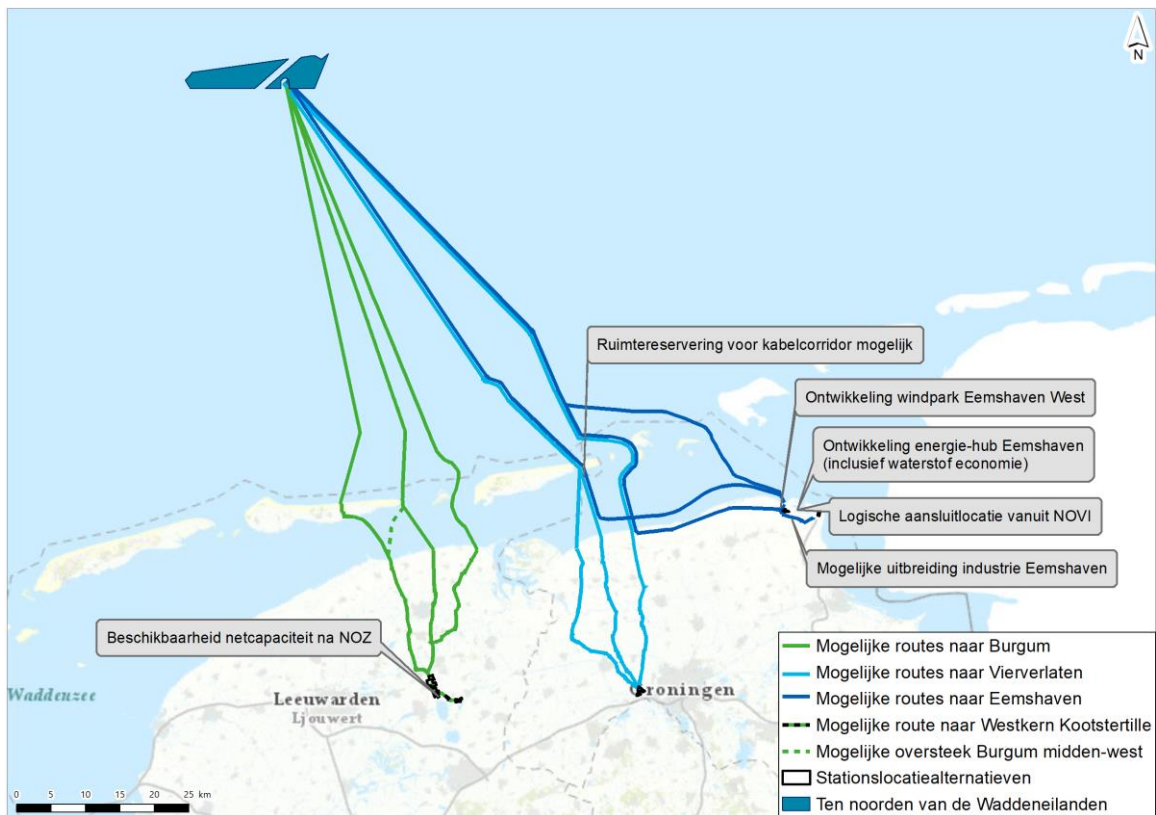 N
Ruimtereservering voor kabelcorridor mogelijk
Ontwikkeling windpark Eemshaven West
Ontwikkeling energie-hub Eemshaven
(inclusief waterstof economie)
Logische aansluitlocatie vanuit NOVI
Mogelijke uitbreiding industrie Eemshaven
Beschikbaarheid netcapaciteit na NOZ
Waddenzee
Leeuwarden
Ljouwert
Groningen
Mogelijke routes naar Burgum
Mogelijke routes naar Vierverlaten
Mogelijke routes naar Eemshaven
Mogelijke route naar Westkern Kootstertille
Mogelijke oversteek Burgum midden-west
Stationslocatiealternatieven
Ten noorden van de Waddeneilanden
0 5 10 15 20 25 km